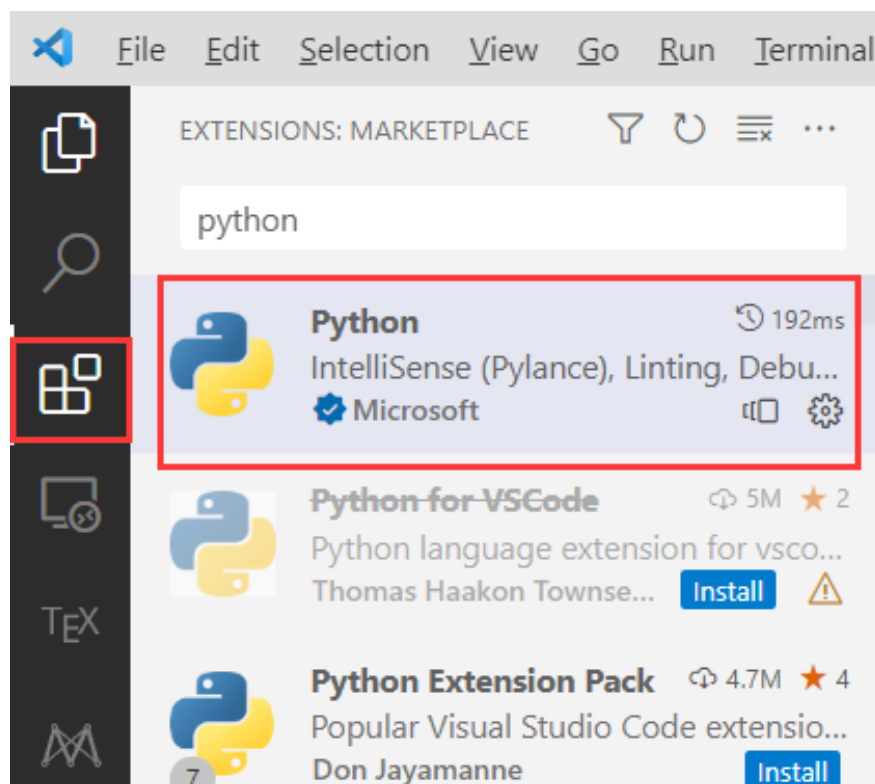 File Edit Selection View Go Run Terminal
EXTENSIONS: MARKETPLACE
python
Python 192ms
IntelliSense (Pylance), Linting, Debu...
Microsoft
Python for VSCode 5M 2
Python language extension for vsco...
Thomas Haakon Townse... Install
TEX
Python Extension Pack 4.7M 4
Popular Visual Studio Code extensio...
7 Don Jayamanne Install